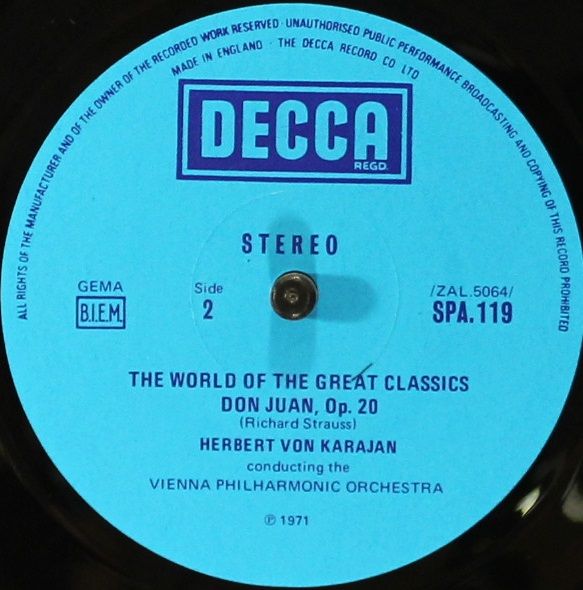 ALL RIGHTS OF THE MANUFACTURER AND OF THE OWNER OF THE RECORDED WORK RESERVED · UNAUTHORISED PUBLIC PERFORMANCE BROADCASTING AND COPYING OF THIS RECORD PROHIBITED
MADE IN ENGLAND · THE DECCA RECORD CO LTD
DECCA
REGD.
STEREO
GEMA
B.I.E.M.
Side
2
/ZAL.5064/
SPA.119
THE WORLD OF THE GREAT CLASSICS
DON JUAN, Op. 20
(Richard Strauss)
HERBERT VON KARAJAN
conducting the
VIENNA PHILHARMONIC ORCHESTRA
℗ 1971